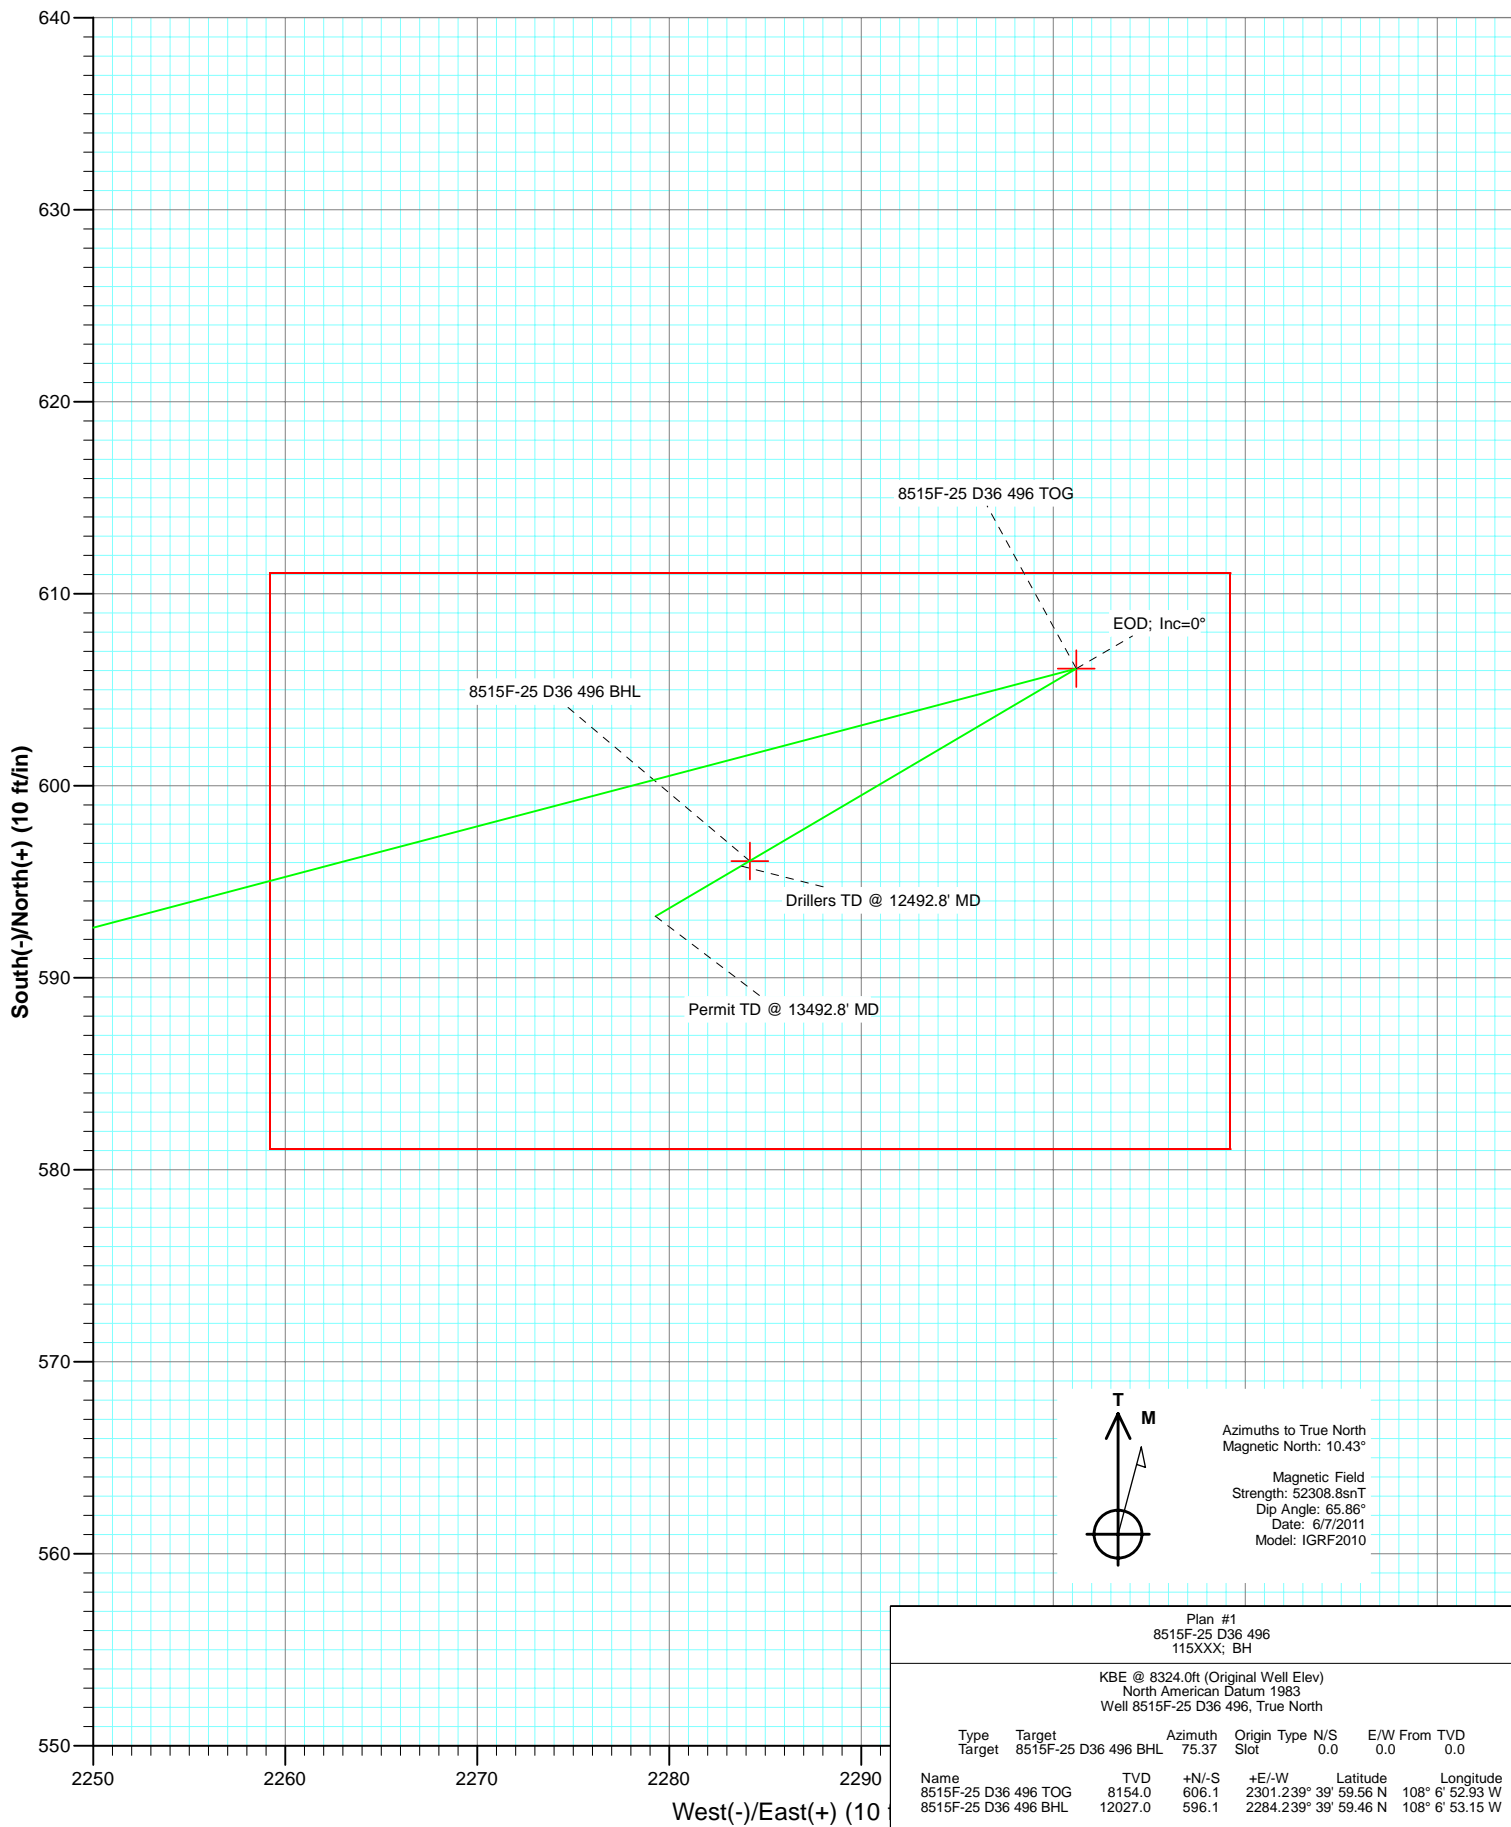 640
630
620
8515F-25 D36 496 TOG
610
EOD; Inc=0°
8515F-25 D36 496 BHL
600
South(-)/North(+) (10 ft/in)
Drillers TD @ 12492.8' MD
590
Permit TD @ 13492.8' MD
580
570
T
M
Azimuths to True North
Magnetic North: 10.43°
Magnetic Field
Strength: 52308.8snT
Dip Angle: 65.86°
Date: 6/7/2011
Model: IGRF2010
560
Plan #1
8515F-25 D36 496
115XXX; BH
KBE @ 8324.0ft (Original Well Elev)
North American Datum 1983
Well 8515F-25 D36 496, True North
Type Target Azimuth Origin Type N/S E/W From TVD
Target 8515F-25 D36 496 BHL 75.37 Slot 0.0 0.0 0.0
Name TVD +N/-S +E/-W Latitude Longitude
8515F-25 D36 496 TOG 8154.0 606.1 2301.239° 39' 59.56 N 108° 6' 52.93 W
8515F-25 D36 496 BHL 12027.0 596.1 2284.239° 39' 59.46 N 108° 6' 53.15 W
550
2250 2260 2270 2280 2290
West(-)/East(+) (10